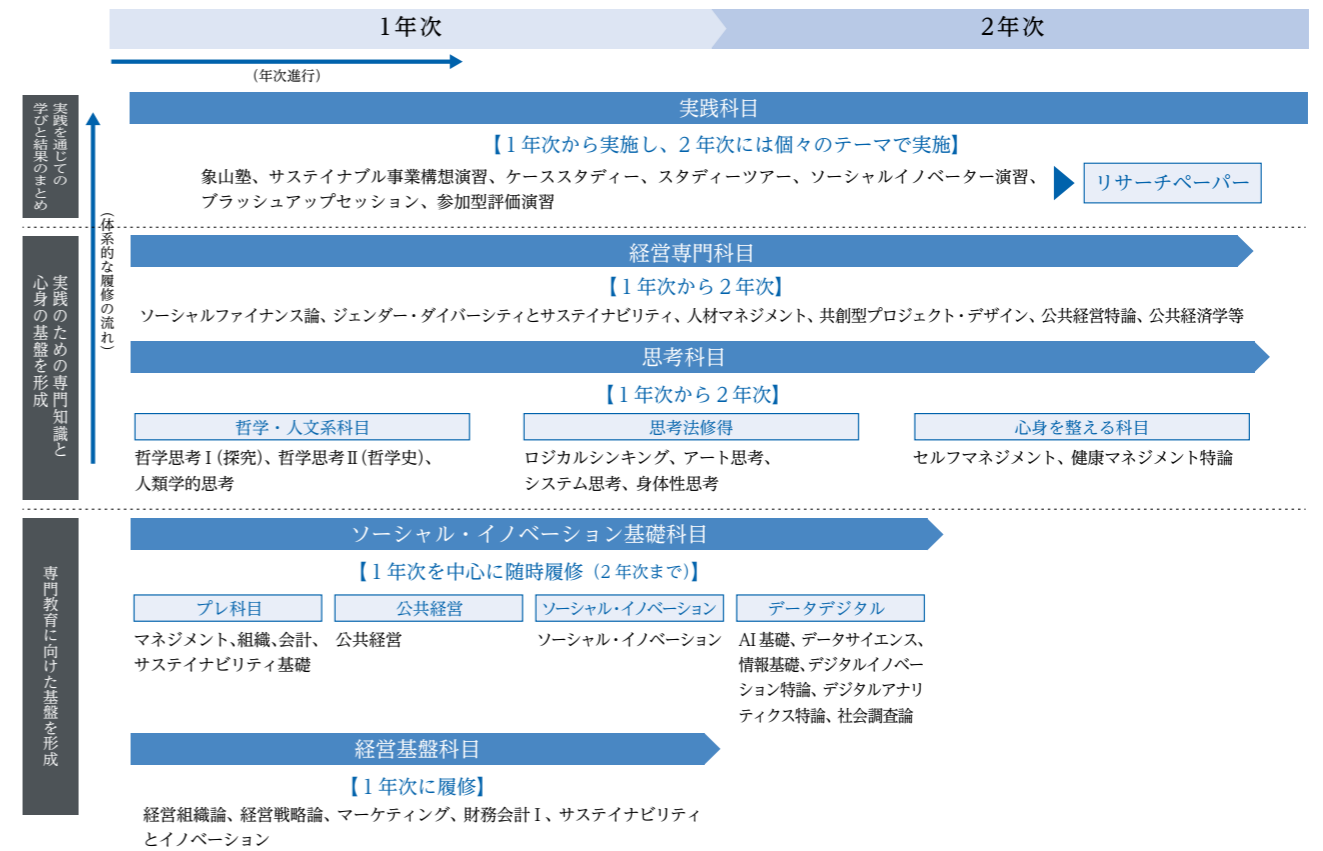 1年次
2年次
(年次進行)
実践を通じての
学びと結果のまとめ
(体系的な履修の流れ)
実践科目
【1年次から実施し、2年次には個々のテーマで実施】
象山塾、サステイナブル事業構想演習、ケーススタディー、スタディーツアー、ソーシャルイノベーター演習、
ブラッシュアップセッション、参加型評価演習
リサーチペーパー
実践のための専門知識と
心身の基盤を形成
経営専門科目
【1年次から2年次】
ソーシャルファイナンス論、ジェンダー・ダイバーシティとサステイナビリティ、人材マネジメント、共創型プロジェクト・デザイン、公共経営特論、公共経済学等
思考科目
【1年次から2年次】
哲学・人文系科目
哲学思考Ⅰ(探究)、哲学思考Ⅱ(哲学史)、
人類学的思考
思考法修得
ロジカルシンキング、アート思考、
システム思考、身体性思考
心身を整える科目
セルフマネジメント、健康マネジメント特論
専門教育に向けた基盤を形成
ソーシャル・イノベーション基礎科目
【1年次を中心に随時履修(2年次まで)】
プレ科目
マネジメント、組織、会計、
サステイナビリティ基礎
公共経営
公共経営
ソーシャル・イノベーション
ソーシャル・イノベーション
データデジタル
AI基礎、データサイエンス、
情報基礎、デジタルイノベー
ション特論、デジタルアナリ
ティクス特論、社会調査論
経営基盤科目
【1年次に履修】
経営組織論、経営戦略論、マーケティング、財務会計Ⅰ、サステイナビリティ
とイノベーション